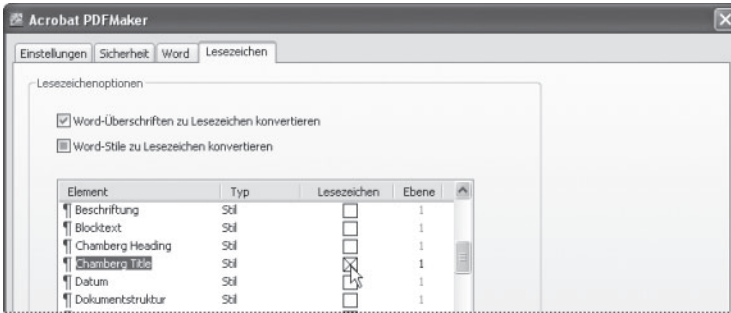 Acrobat PDFMaker
Einstellungen Sicherheit Word Lesezeichen
Lesezeichenoptionen
Word-Überschriften zu Lesezeichen konvertieren
Word-Stile zu Lesezeichen konvertieren
Element Typ Lesezeichen Ebene
¶ Beschriftung Stil 1
¶ Blocktext Stil 1
¶ Chamberg Heading Stil 1
¶ Chamberg Title Stil 1
¶ Datum Stil 1
¶ Dokumentstruktur Stil 1